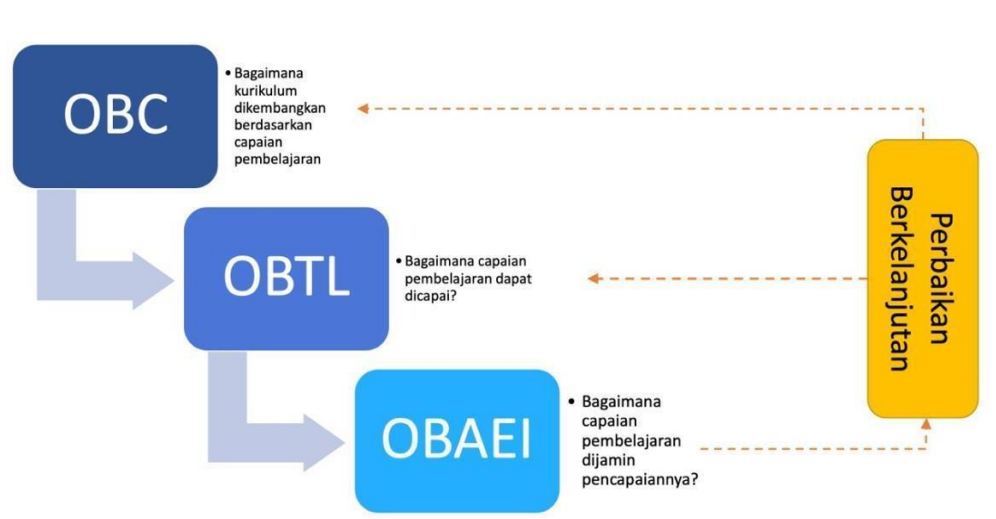 OBC
• Bagaimana
kurikulum
dikembangkan
berdasarkan
capaian
pembelajaran
OBTL
• Bagaimana capaian
pembelajaran dapat
dicapai?
OBAEI
• Bagaimana
capaian
pembelajaran
dijamin
pencapaiannya?
Perbaikan
Berkelanjutan